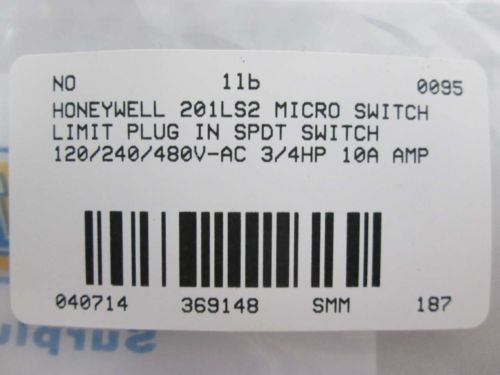 NO 1lb 0095
HONEYWELL 201LS2 MICRO SWITCH
LIMIT PLUG IN SPDT SWITCH
120/240/480V-AC 3/4HP 10A AMP
040714 369148 SMM 187